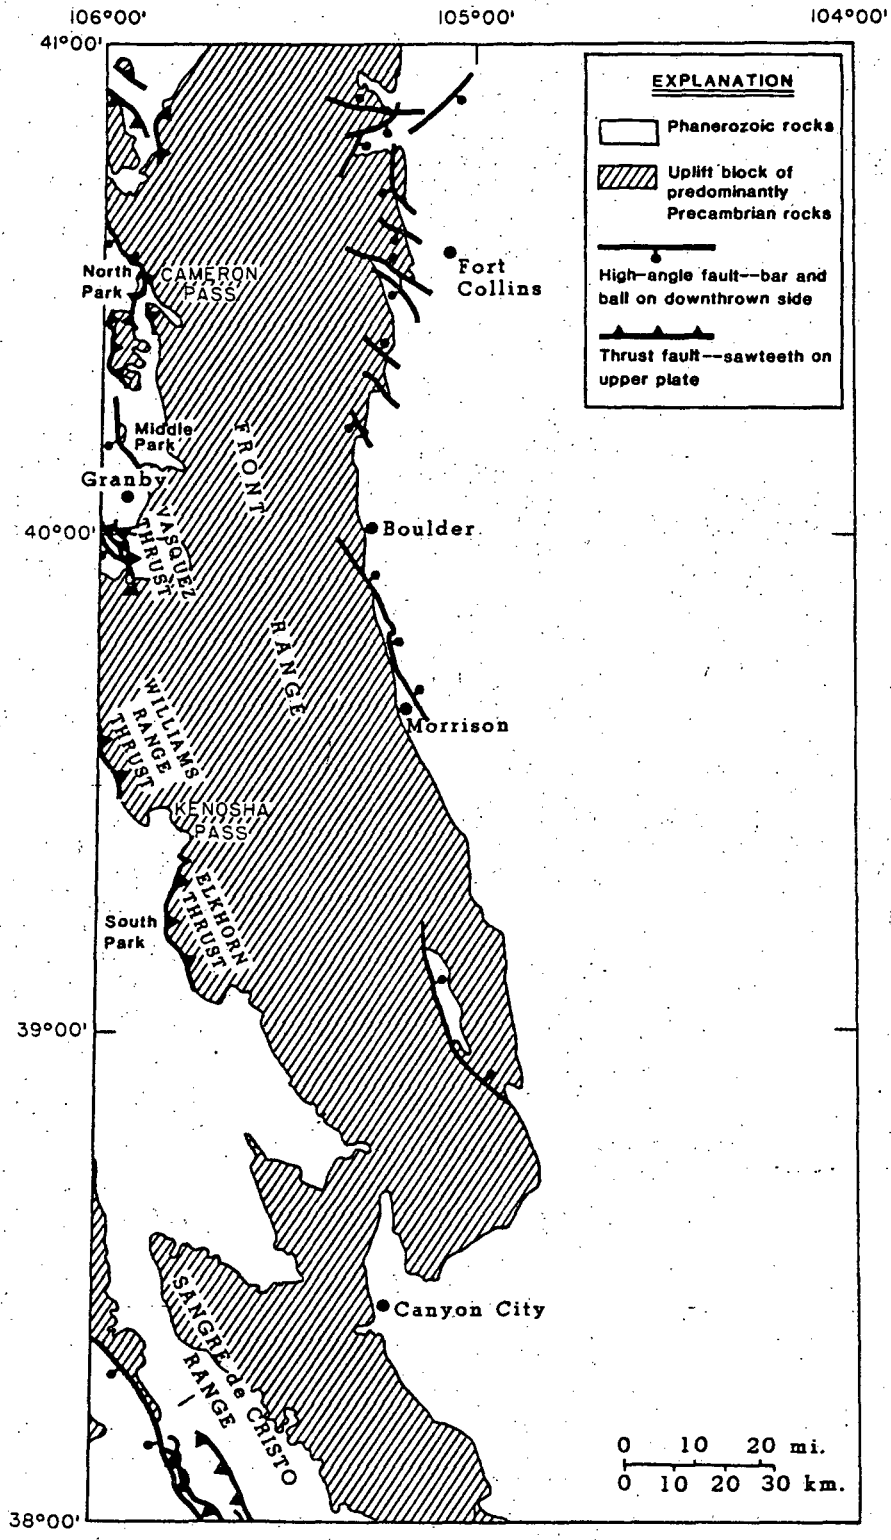 106°00'
105°00'
104°00'
41°00'
EXPLANATION
Phanerozoic rocks
Uplift block of
predominantly
Precambrian rocks
High-angle fault--bar and
ball on downthrown side
Thrust fault--sawteeth on
upper plate
North
Park
CAMERON
PASS
Fort
Collins
Middle
Park
FRONT
RANGE
Granby
40°00'
VASQUEZ
THRUST
Boulder
WILLIAMS
RANGE
THRUST
Morrison
KENOSHA
PASS
ELKHORN
THRUST
South
Park
39°00'
Canyon City
SANGRE de CRISTO
RANGE
0 10 20 mi.
0 10 20 30 km.
38°00'